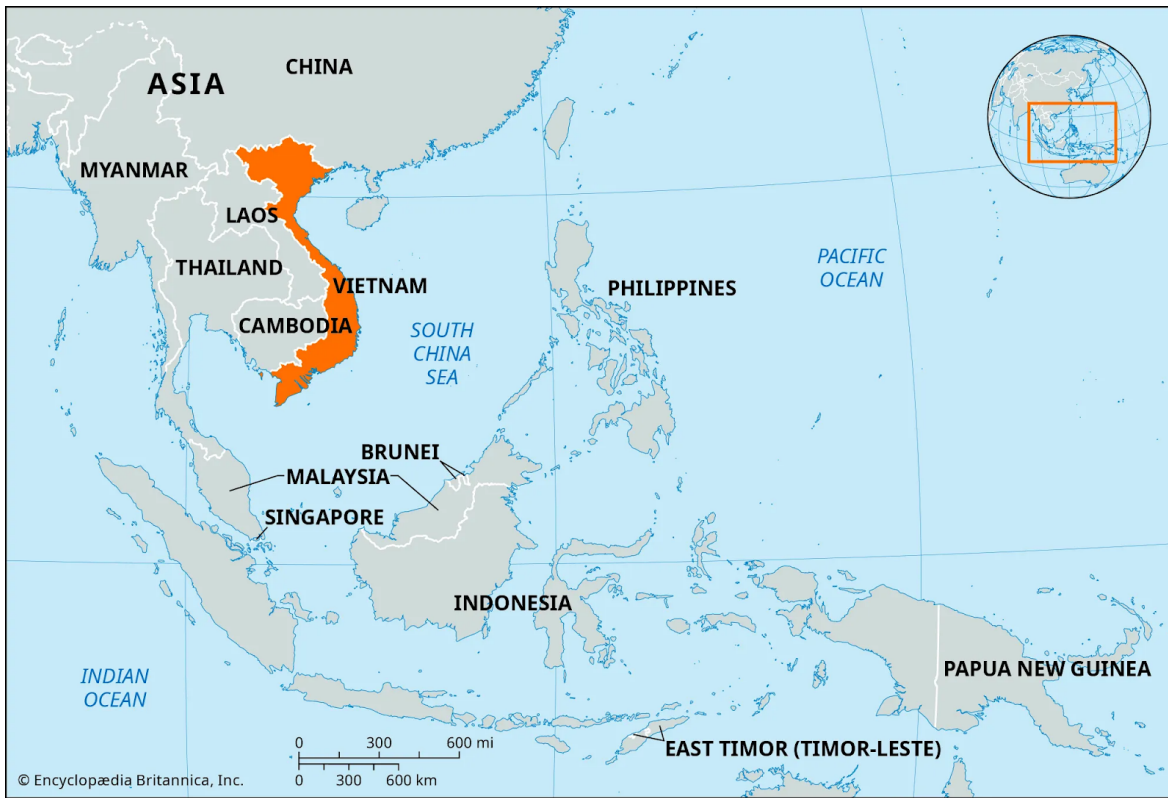 ASIA
CHINA
MYANMAR
LAOS
THAILAND
VIETNAM
CAMBODIA
SOUTH
CHINA
SEA
PHILIPPINES
PACIFIC
OCEAN
BRUNEI
MALAYSIA
SINGAPORE
INDONESIA
INDIAN
OCEAN
PAPUA NEW GUINEA
EAST TIMOR (TIMOR-LESTE)
0 300 600 mi
0 300 600 km
© Encyclopædia Britannica, Inc.